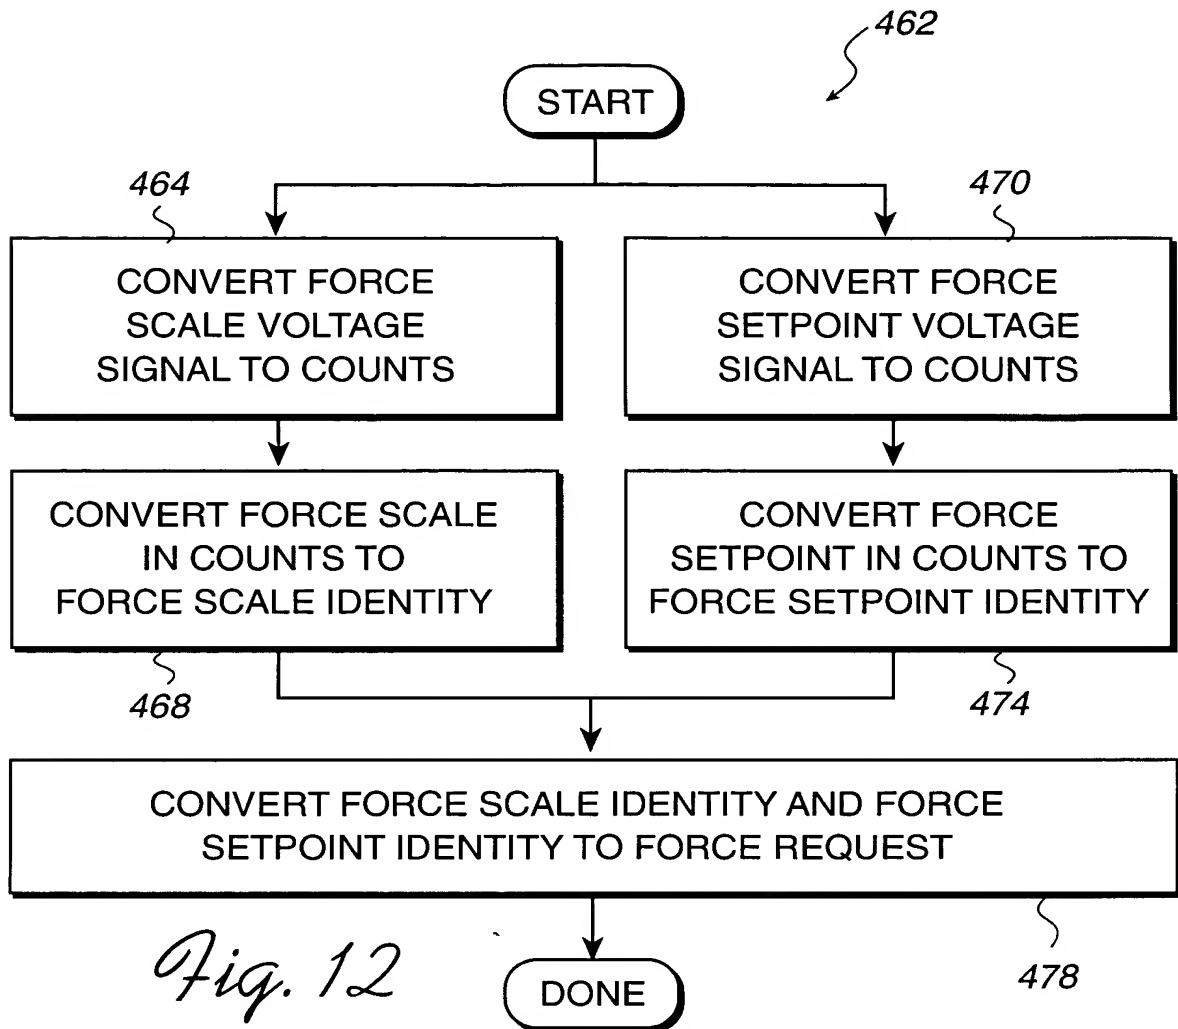 462
START
464
470
CONVERT FORCE
SCALE VOLTAGE
SIGNAL TO COUNTS
CONVERT FORCE
SETPOINT VOLTAGE
SIGNAL TO COUNTS
CONVERT FORCE SCALE
IN COUNTS TO
FORCE SCALE IDENTITY
CONVERT FORCE
SETPOINT IN COUNTS TO
FORCE SETPOINT IDENTITY
468
474
CONVERT FORCE SCALE IDENTITY AND FORCE
SETPOINT IDENTITY TO FORCE REQUEST
478
Fig. 12
DONE